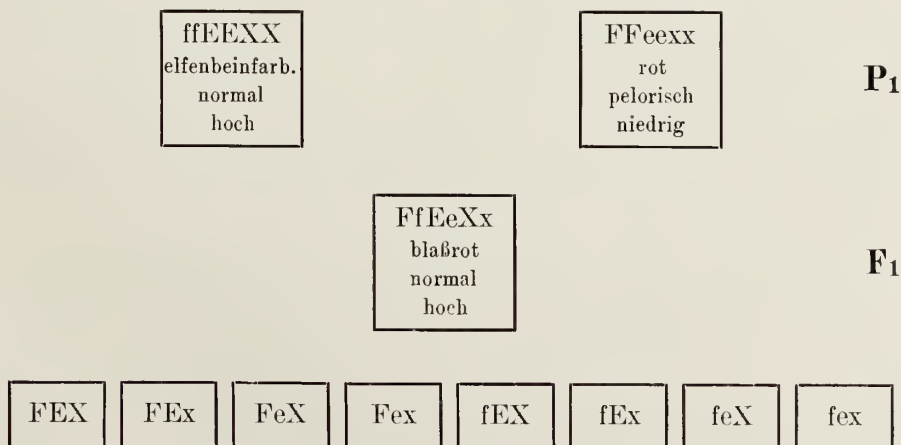 ffEEXX FFeexx
elfenbeinfarb. rot
normal pelorisch
hoch niedrig
P1
FfEeXx
blaßrot
normal
hoch
F1
FEX FEx FeX Fex fEX fEx feX fex